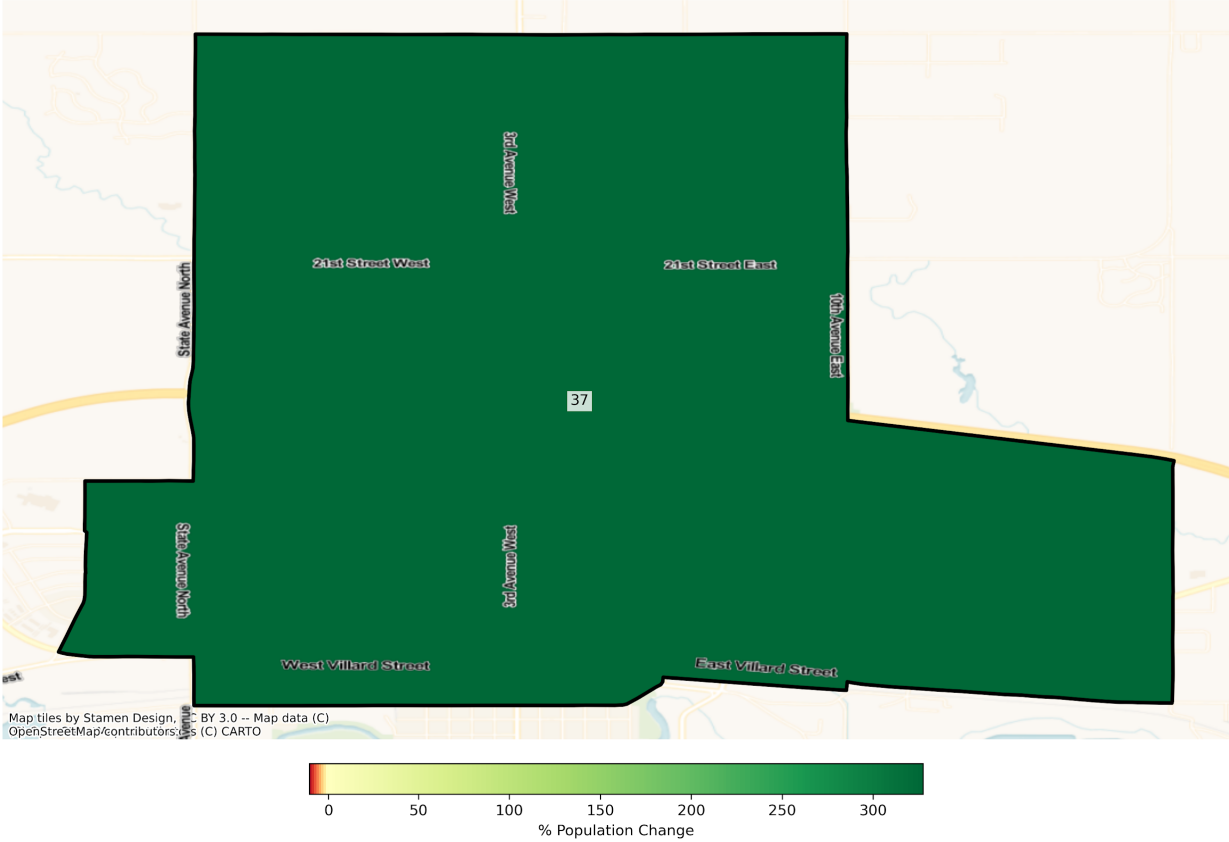 3rd Avenue West
21st Street West
21st Street East
State Avenue North
10th Avenue East
37
State Avenue North
3rd Avenue West
West Villard Street
East Villard Street
est
Avenue
Map tiles by Stamen Design, BY 3.0 -- Map data (C)
OpenStreetMap contributors (C) CARTO
0 50 100 150 200 250 300
% Population Change